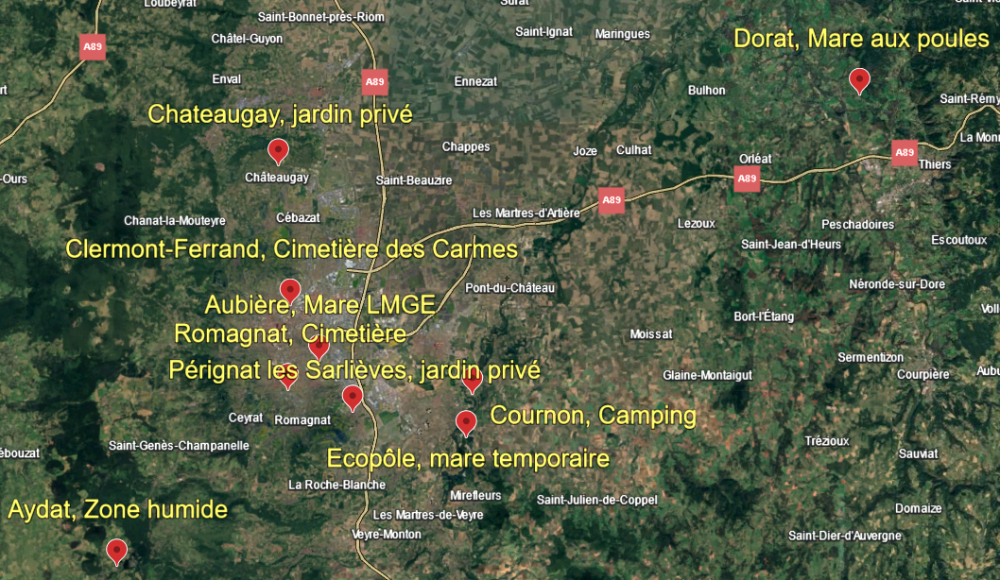 Loubeyrat
Surat
Saint-Bonnet-près-Riom
Châtel-Guyon
Saint-Ignat
Maringues
Dorat, Mare aux poules
A89
Enval
A89
Ennezat
Bulhon
Saint-Rémy
Chateaugay, jardin privé
La Mon
Chappes
Joze
Culhat
Orléat
A89
Thiers
-Ours
Châteaugay
Saint-Beauzire
A89
A89
Chanat-la-Mouteyre
Cébazat
Les Martres-d'Artière
Lezoux
Peschadoires
Escoutoux
Clermont-Ferrand, Cimetière des Carmes
Saint-Jean-d'Heurs
Pont-du-Château
Néronde-sur-Dore
Aubière, Mare LMGE
Bort-l'Étang
Voll
Romagnat, Cimetière
Moissat
Sermentizon
Pérignat les Sarlièves, jardin privé
Glaine-Montaigut
Courpière
Aubu
Ceyrat
Romagnat
Cournon, Camping
Saint-Genès-Champanelle
Trézioux
ébouzat
Sauviat
Ecopôle, mare temporaire
La Roche-Blanche
Mirefleurs
Saint-Julien-de-Coppel
Aydat, Zone humide
Les Martres-de-Veyre
Domaize
Veyre-Monton
Saint-Dier-d'Auvergne